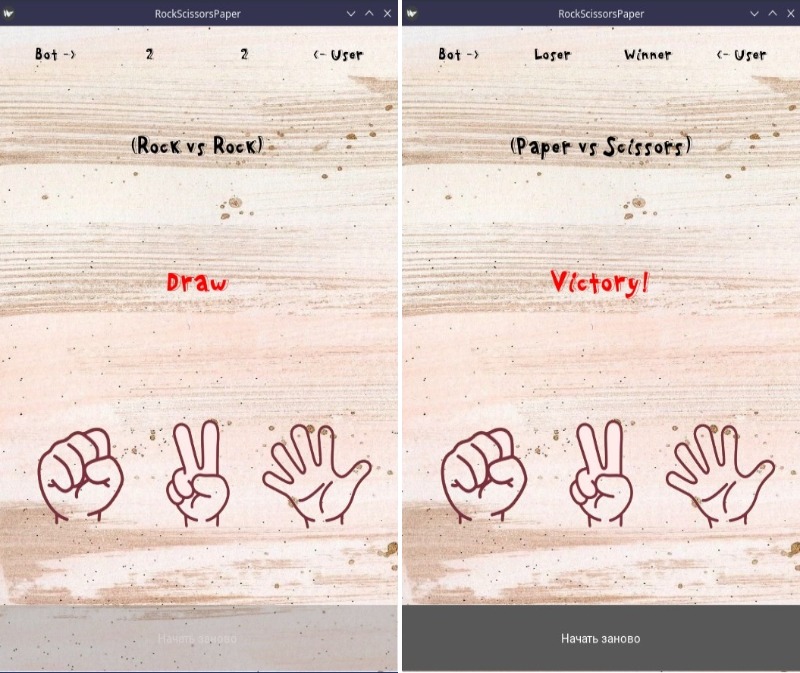 RockScissorsPaper
Bot -> 2 2 <- User
(Rock vs Rock)
Draw
Начать заново
RockScissorsPaper
Bot -> Loser Winner <- User
(Paper vs Scissors)
Victory!
Начать заново